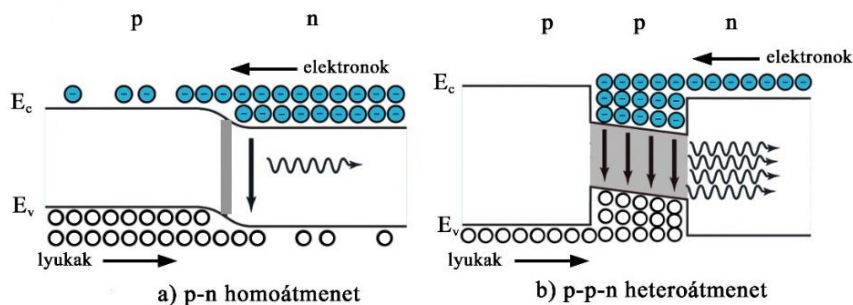 p n
elektronok
Ec
Ev
lyukak
a) p-n homoátmenet
p p n
elektronok
Ec
Ev
lyukak
b) p-p-n heteroátmenet